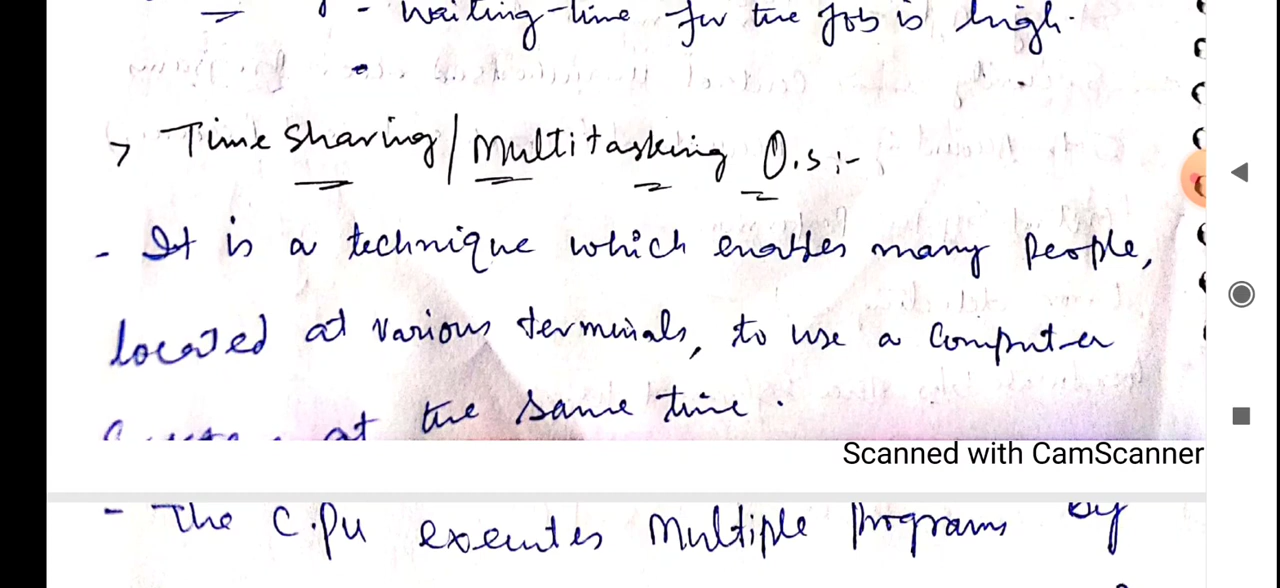 - Waiting-time for the job is high.
> Time sharing/Multitasking O.s :-
- It is a technique which enables many people,
located at various terminals, to use a computer
at the same time.
Scanned with CamScanner
- The C.PU executes Multiple Programs by